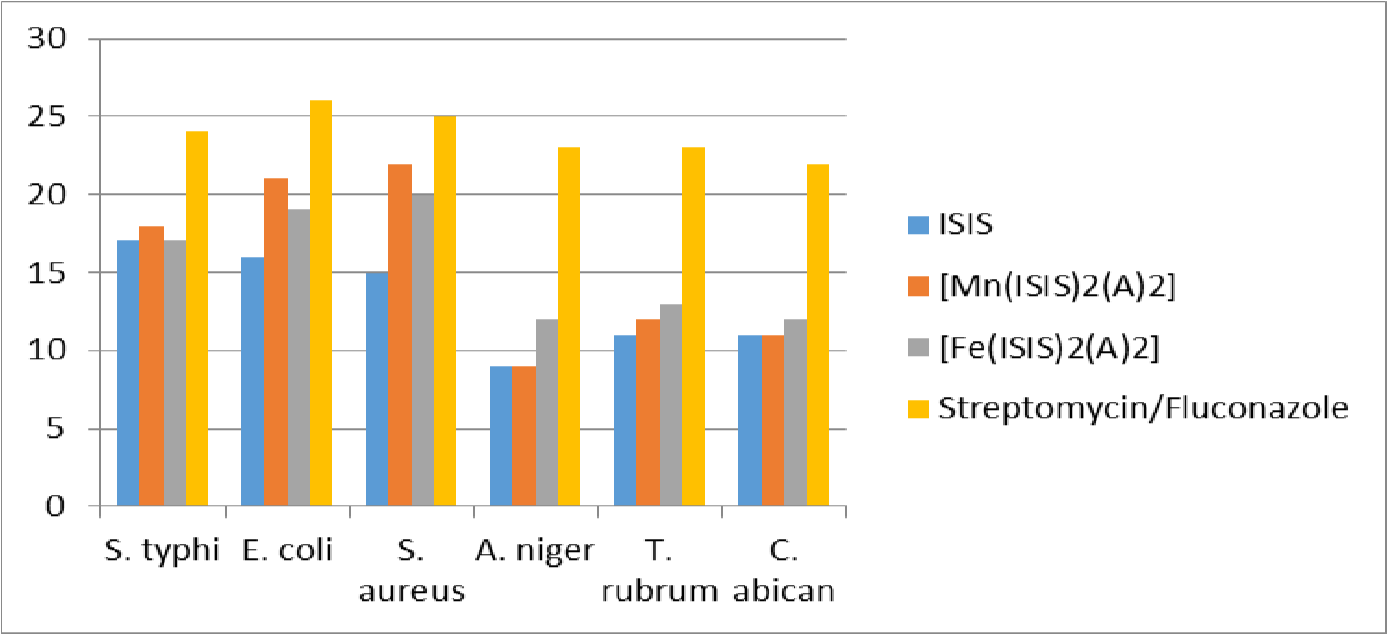 30
25
20
15
10
5
0
S. typhi E. coli S. A. niger T. C.
aureus rubrum abican
ISIS
[Mn(ISIS)2(A)2]
[Fe(ISIS)2(A)2]
Streptomycin/Fluconazole